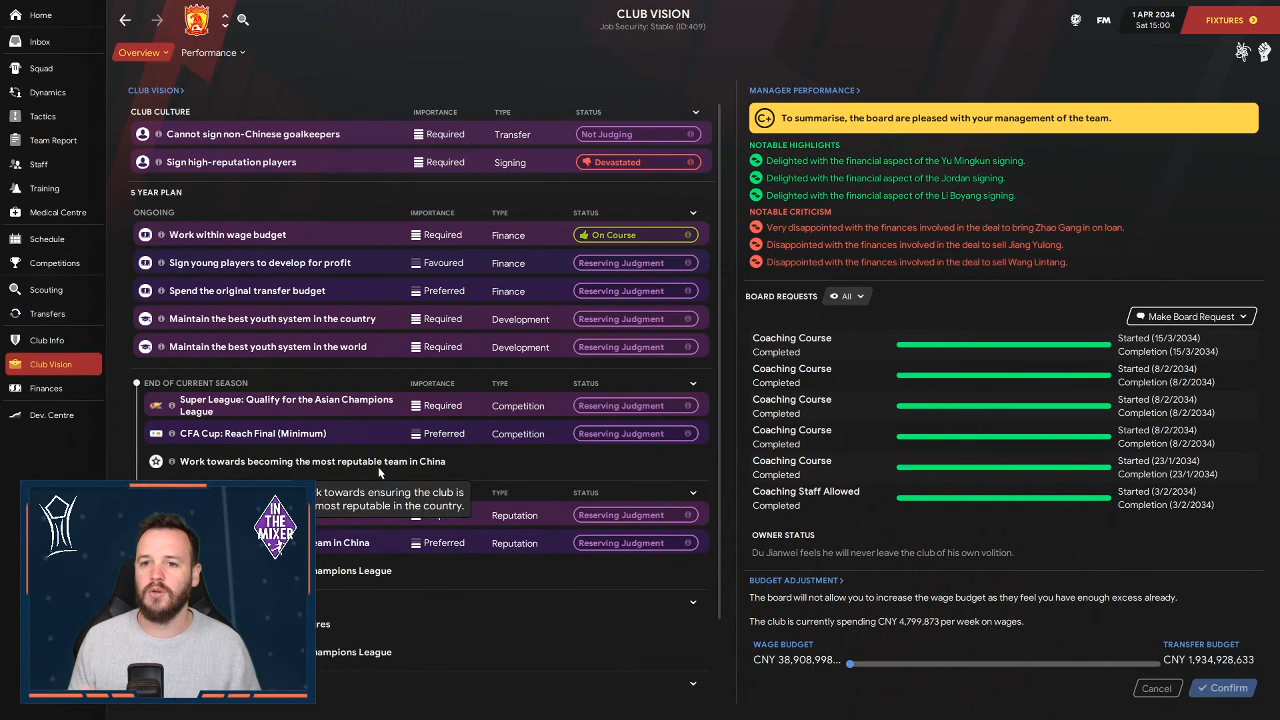 Home
Inbox
Squad
Dynamics
Tactics
Team Report
Staff
Training
Medical Centre
Schedule
Competitions
Scouting
Transfers
Club Info
Club Vision
Finances
Dev. Centre
CLUB VISION
Job Security: Stable (ID:409)
FM
1 APR 2034
Sat 15:00
FIXTURES
Overview
Performance
CLUB VISION>
CLUB CULTURE IMPORTANCE TYPE STATUS
Cannot sign non-Chinese goalkeepers Required Transfer Not Judging
Sign high-reputation players Required Signing Devastated
5 YEAR PLAN
ONGOING IMPORTANCE TYPE STATUS
Work within wage budget Required Finance On Course
Sign young players to develop for profit Favoured Finance Reserving Judgment
Spend the original transfer budget Preferred Finance Reserving Judgment
Maintain the best youth system in the country Required Development Reserving Judgment
Maintain the best youth system in the world Required Development Reserving Judgment
END OF CURRENT SEASON IMPORTANCE TYPE STATUS
Super League: Qualify for the Asian Champions
League Required Competition Reserving Judgment
CFA Cup: Reach Final (Minimum) Preferred Competition Reserving Judgment
Work towards becoming the most reputable team in China
k towards ensuring the club is
most reputable in the country.
TYPE STATUS
Reputation Reserving Judgment
eam in China Preferred Reputation Reserving Judgment
hampions League
res
hampions League
IN
THE
MIXER
MANAGER PERFORMANCE>
C+ To summarise, the board are pleased with your management of the team.
NOTABLE HIGHLIGHTS
Delighted with the financial aspect of the Yu Mingkun signing.
Delighted with the financial aspect of the Jordan signing.
Delighted with the financial aspect of the Li Boyang signing.
NOTABLE CRITICISM
Very disappointed with the finances involved in the deal to bring Zhao Gang in on loan.
Disappointed with the finances involved in the deal to sell Jiang Yulong.
Disappointed with the finances involved in the deal to sell Wang Lintang.
BOARD REQUESTS All
Make Board Request
Coaching Course Started (15/3/2034)
Completed Completion (15/3/2034)
Coaching Course Started (8/2/2034)
Completed Completion (8/2/2034)
Coaching Course Started (8/2/2034)
Completed Completion (8/2/2034)
Coaching Course Started (8/2/2034)
Completed Completion (8/2/2034)
Coaching Course Started (23/1/2034)
Completed Completion (23/1/2034)
Coaching Staff Allowed Started (3/2/2034)
Completed Completion (3/2/2034)
OWNER STATUS
Du Jianwei feels he will never leave the club of his own volition.
BUDGET ADJUSTMENT>
The board will not allow you to increase the wage budget as they feel you have enough excess already.
The club is currently spending CNY 4,799,873 per week on wages.
WAGE BUDGET TRANSFER BUDGET
CNY 38,908,998... CNY 1,934,928,633
Cancel Confirm